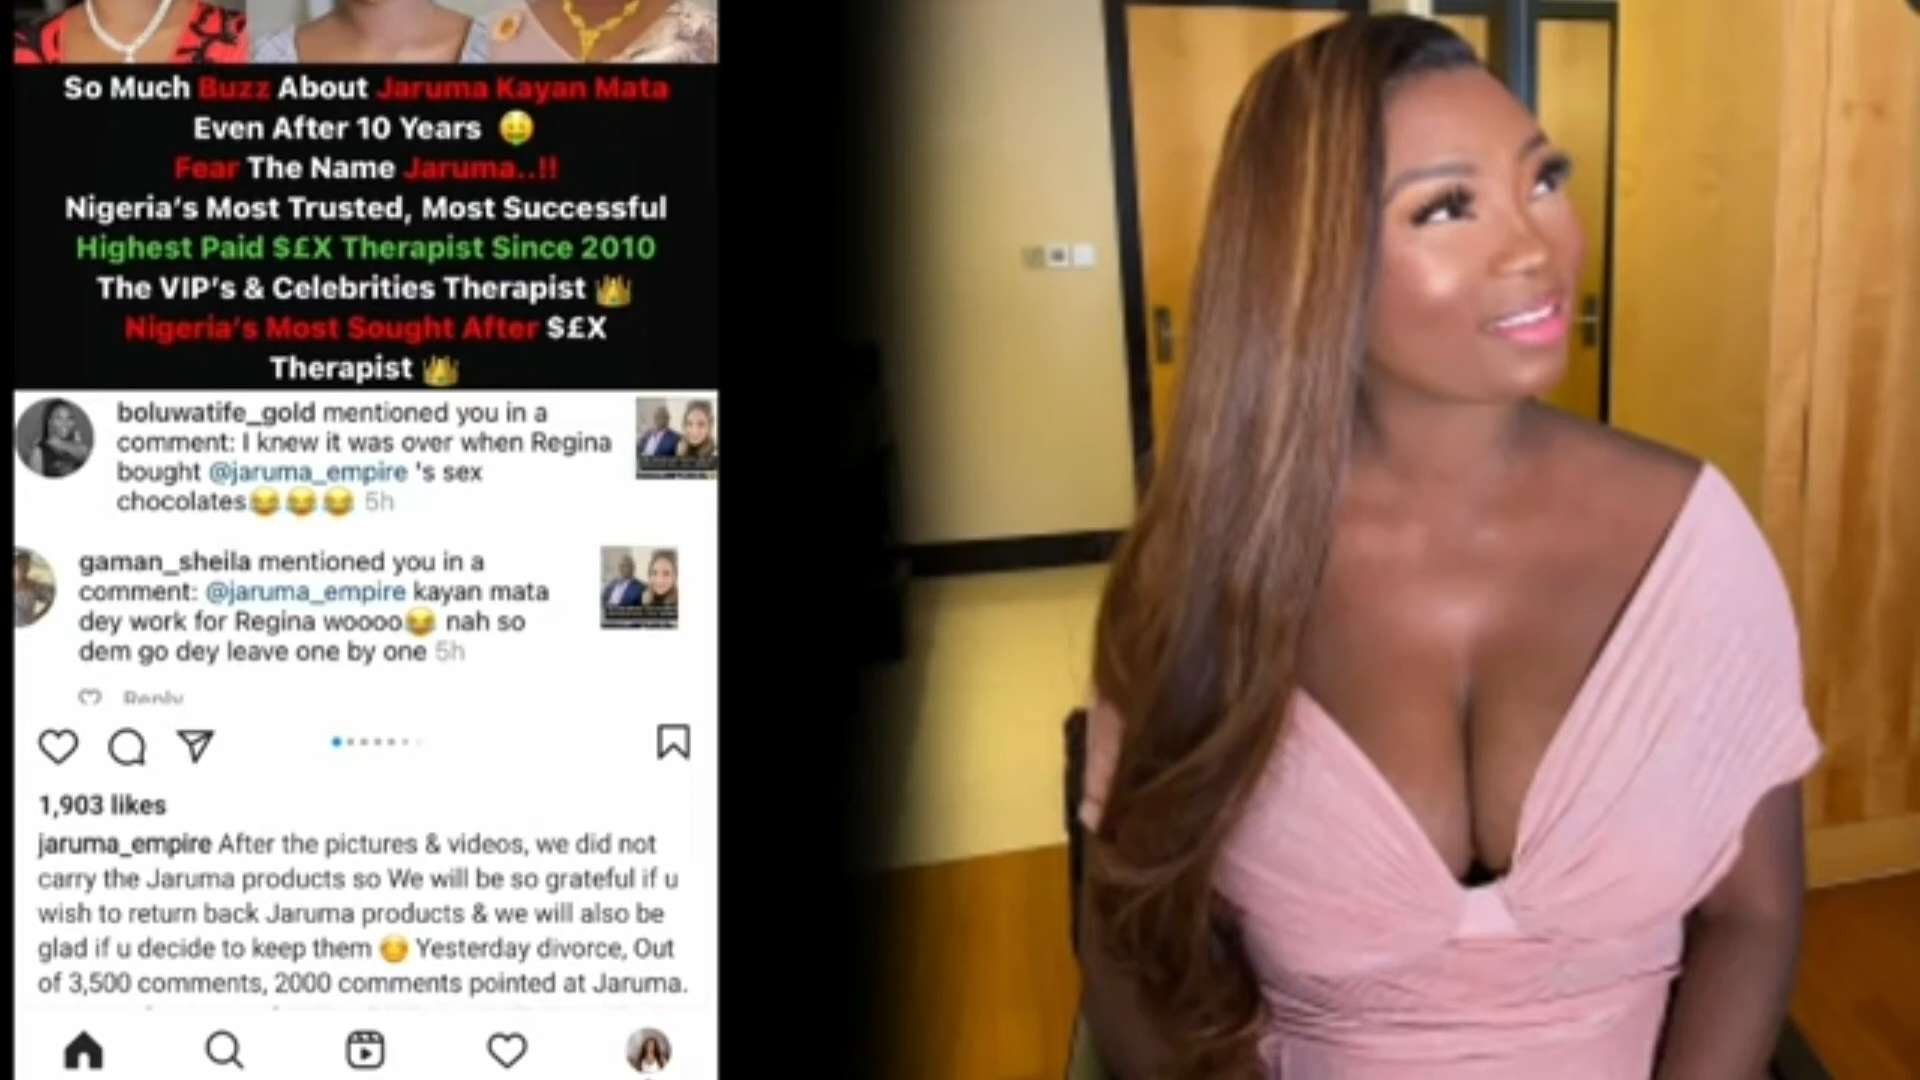 So Much Buzz About Jaruma Kayan Mata
Even After 10 Years 🤑
Fear The Name Jaruma..!!
Nigeria's Most Trusted, Most Successful
Highest Paid $£X Therapist Since 2010
The VIP's & Celebrities Therapist 👑
Nigeria's Most Sought After $£X
Therapist 👑
boluwatife_gold mentioned you in a
comment: I knew it was over when Regina
bought @jaruma_empire 's sex
chocolates😂😂😂 5h
gaman_sheila mentioned you in a
comment: @jaruma_empire kayan mata
dey work for Regina woooo😂 nah so
dem go dey leave one by one 5h
Reply
1,903 likes
jaruma_empire After the pictures & videos, we did not
carry the Jaruma products so We will be so grateful if u
wish to return back Jaruma products & we will also be
glad if u decide to keep them 😊 Yesterday divorce, Out
of 3,500 comments, 2000 comments pointed at Jaruma.